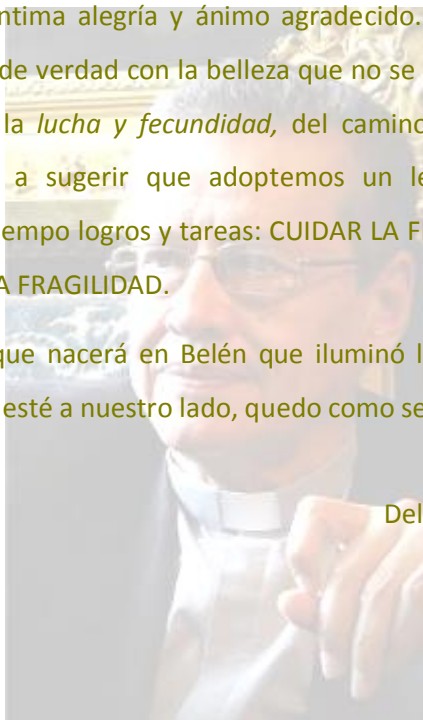 ntima alegría y ánimo agradecido.
de verdad con la belleza que no se
la lucha y fecundidad, del camino
a sugerir que adoptemos un le
empo logros y tareas: CUIDAR LA F
A FRAGILIDAD.
que nacerá en Belén que iluminó l
esté a nuestro lado, quedo como se
Del